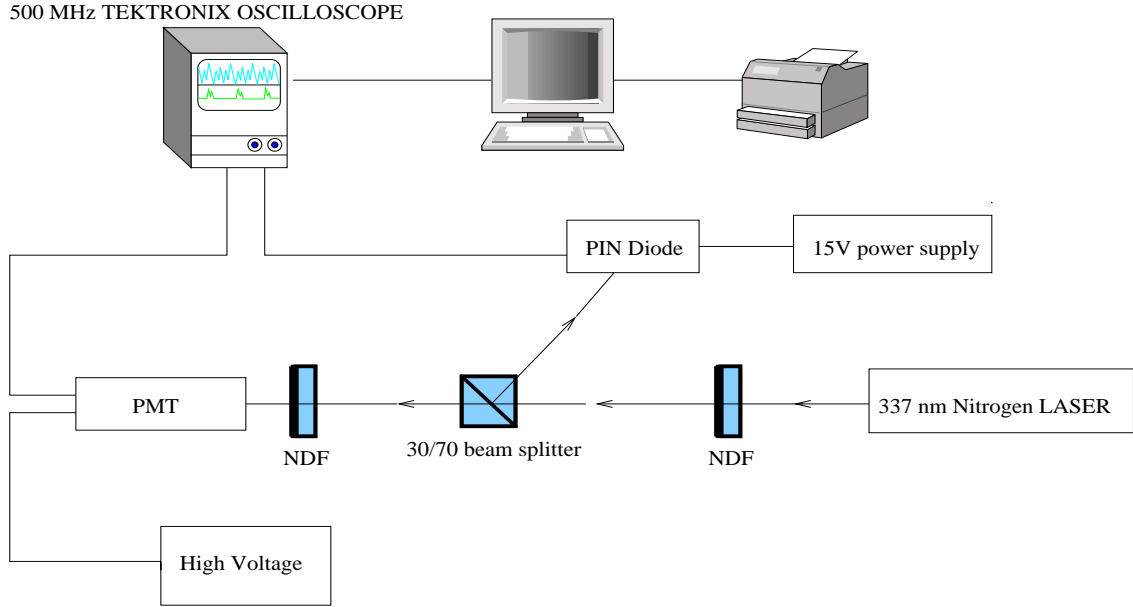 500 MHz TEKTRONIX OSCILLOSCOPE
PIN Diode
15V power supply
PMT
337 nm Nitrogen LASER
30/70 beam splitter
NDF
NDF
High Voltage